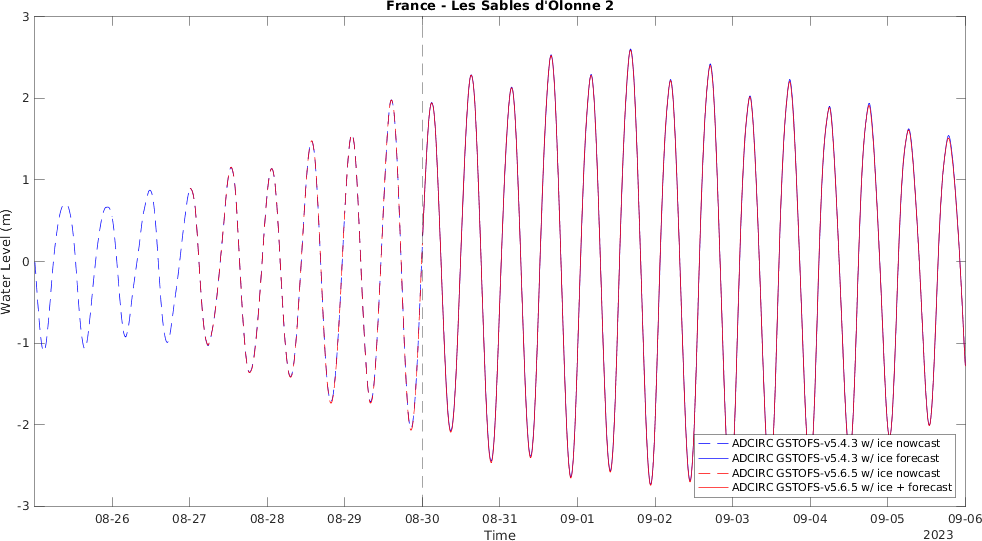 France - Les Sables d'Olonne 2
3
2
1
0
-1
-2
-3
Water Level (m)
ADCIRC GSTOFS-v5.4.3 w/ ice nowcast
ADCIRC GSTOFS-v5.4.3 w/ ice forecast
ADCIRC GSTOFS-v5.6.5 w/ ice nowcast
ADCIRC GSTOFS-v5.6.5 w/ ice + forecast
08-26 08-27 08-28 08-29 08-30 08-31 09-01 09-02 09-03 09-04 09-05 09-06
Time
2023